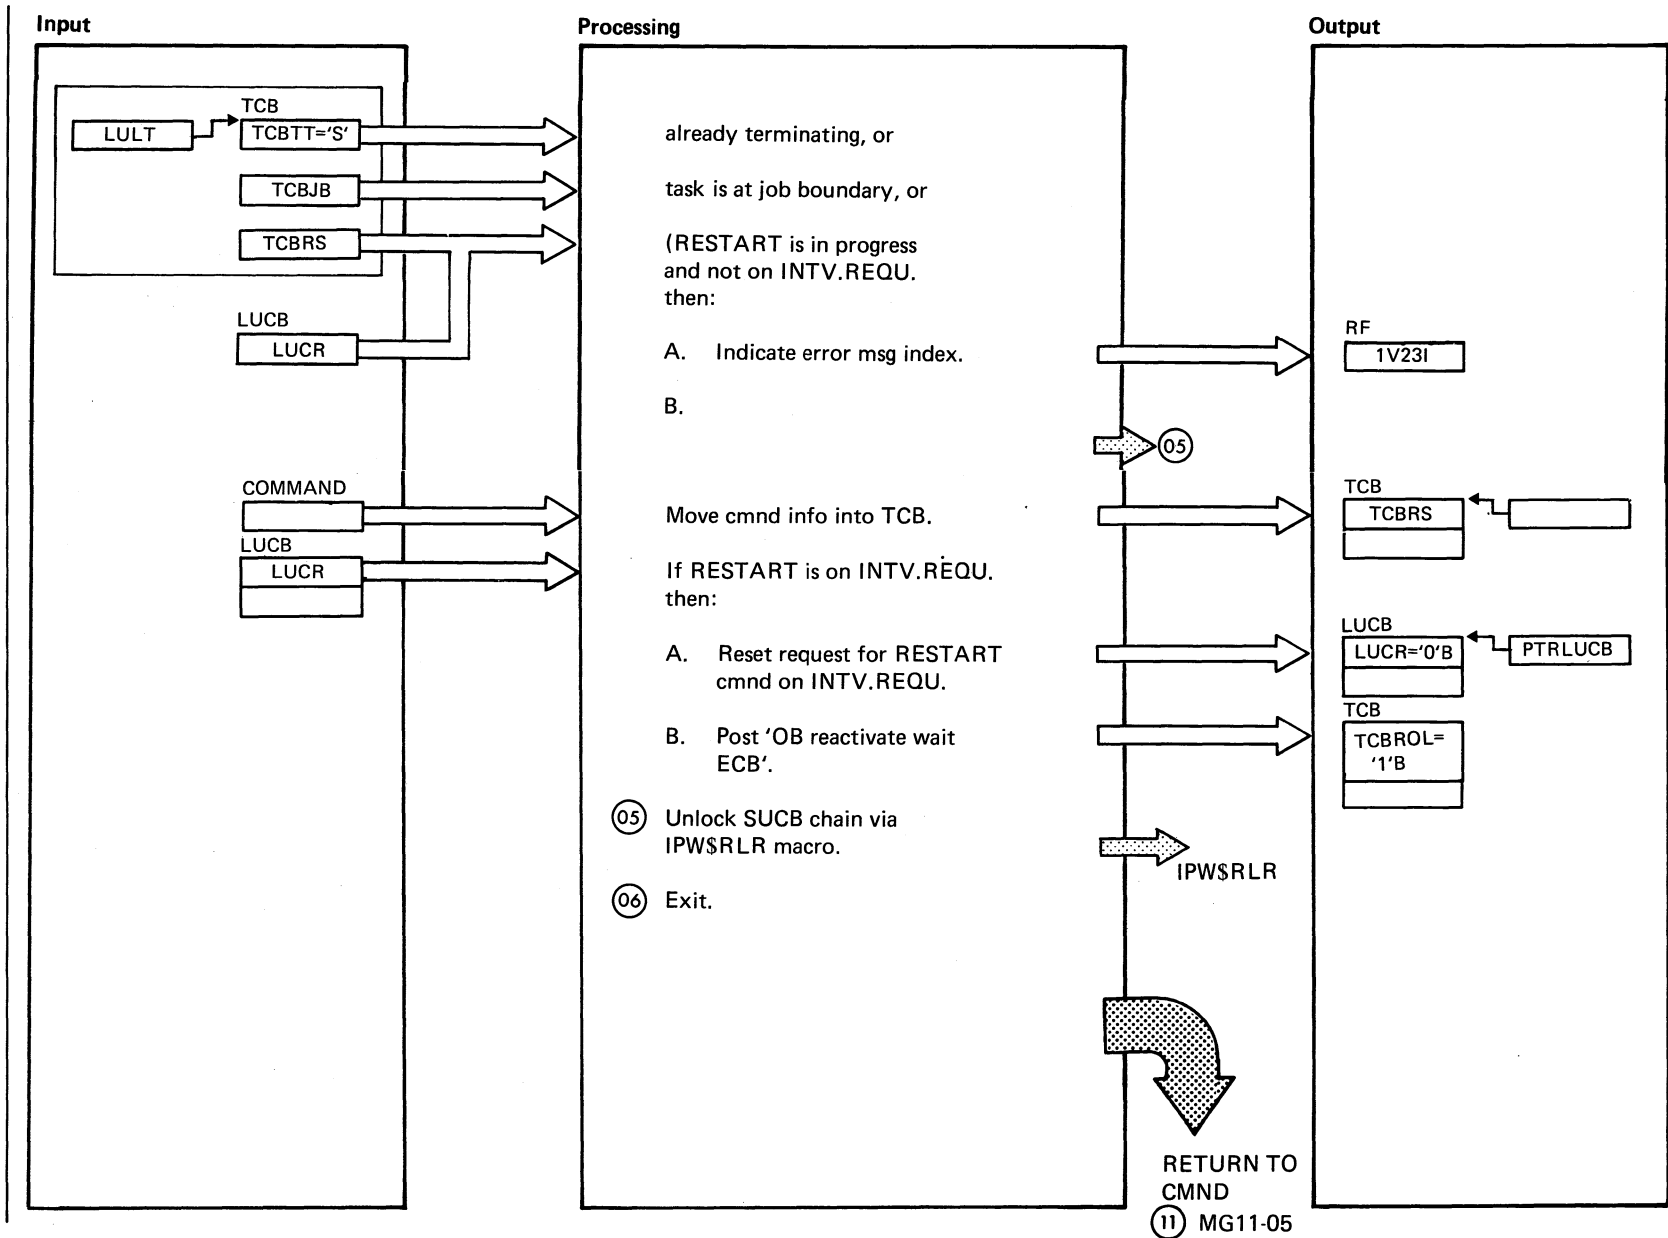 Input
Processing
Output
TCB
LULT
TCBTT='S'
already terminating, or
TCBJB
task is at job boundary, or
TCBRS
(RESTART is in progress
and not on INTV.REQU.
then:
LUCB
LUCR
A. Indicate error msg index.
RF
1V23I
B.
05
COMMAND
Move cmnd info into TCB.
TCB
TCBRS
LUCB
LUCR
If RESTART is on INTV.REQU.
then:
A. Reset request for RESTART
cmnd on INTV.REQU.
LUCB
LUCR='0'B
PTRLUCB
B. Post 'OB reactivate wait
ECB'.
TCB
TCBROL=
'1'B
05 Unlock SUCB chain via
IPW$RLR macro.
IPW$RLR
06 Exit.
RETURN TO
CMND
11 MG11-05